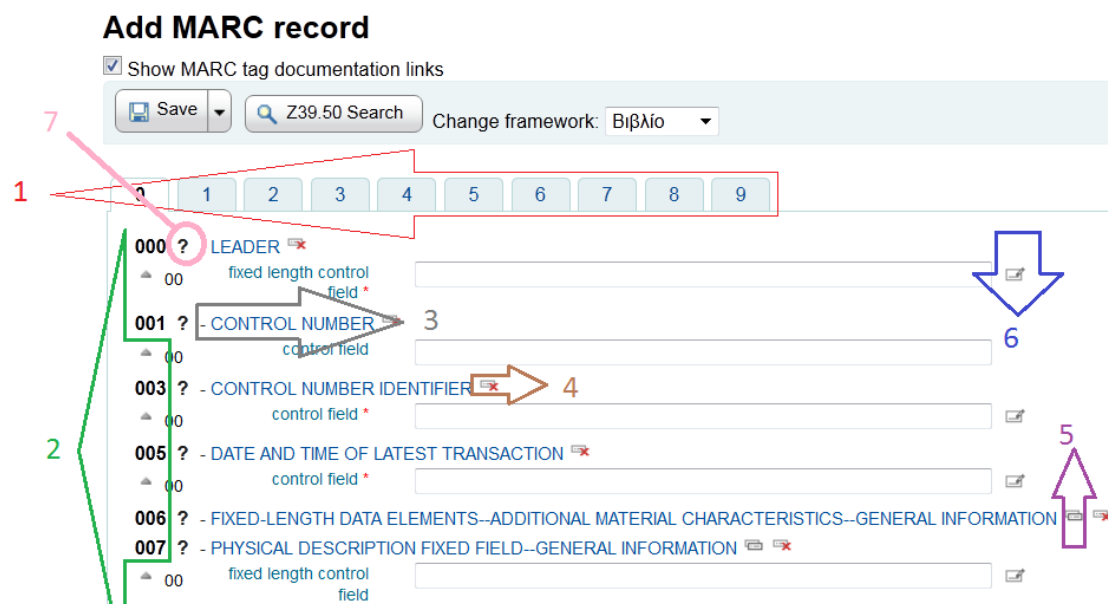 Add MARC record
Show MARC tag documentation links
Save Z39.50 Search Change framework: Βιβλίο
7
1
0 1 2 3 4 5 6 7 8 9
000 ? - LEADER
00 fixed length control
field *
001 ? - CONTROL NUMBER 3
6
00 control field
003 ? - CONTROL NUMBER IDENTIFIER 4
00 control field *
5
2
005 ? - DATE AND TIME OF LATEST TRANSACTION
00 control field *
006 ? - FIXED-LENGTH DATA ELEMENTS--ADDITIONAL MATERIAL CHARACTERISTICS--GENERAL INFORMATION
007 ? - PHYSICAL DESCRIPTION FIXED FIELD--GENERAL INFORMATION
00 fixed length control
field